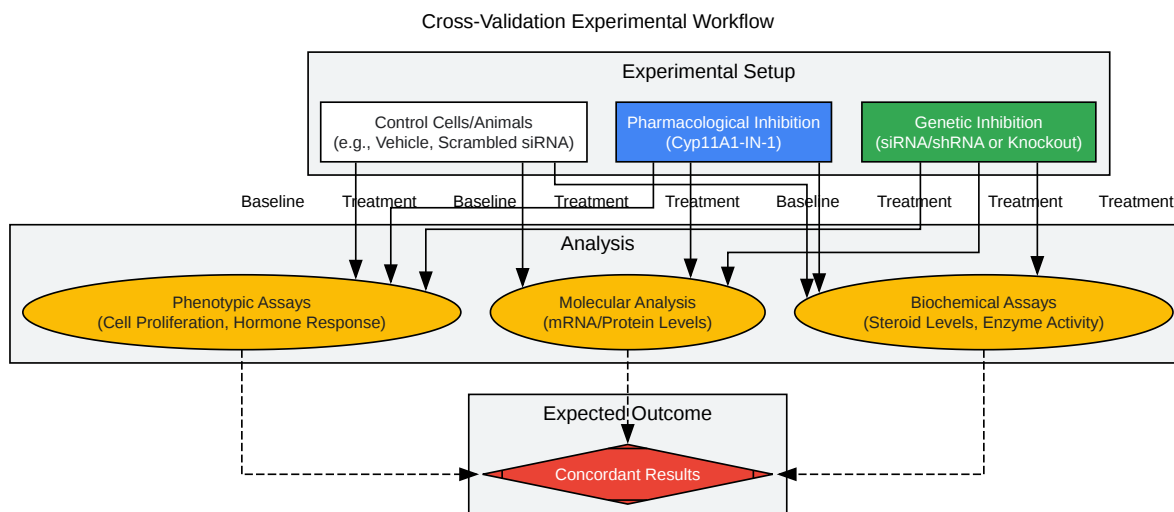 Cross-Validation Experimental Workflow
Experimental Setup
Control Cells/Animals
(e.g., Vehicle, Scrambled siRNA)
Pharmacological Inhibition
(Cyp11A1-IN-1)
Genetic Inhibition
(siRNA/shRNA or Knockout)
Baseline Treatment Baseline Treatment Treatment Baseline Treatment Treatment Treatment
Analysis
Phenotypic Assays
(Cell Proliferation, Hormone Response)
Molecular Analysis
(mRNA/Protein Levels)
Biochemical Assays
(Steroid Levels, Enzyme Activity)
Expected Outcome
Concordant Results